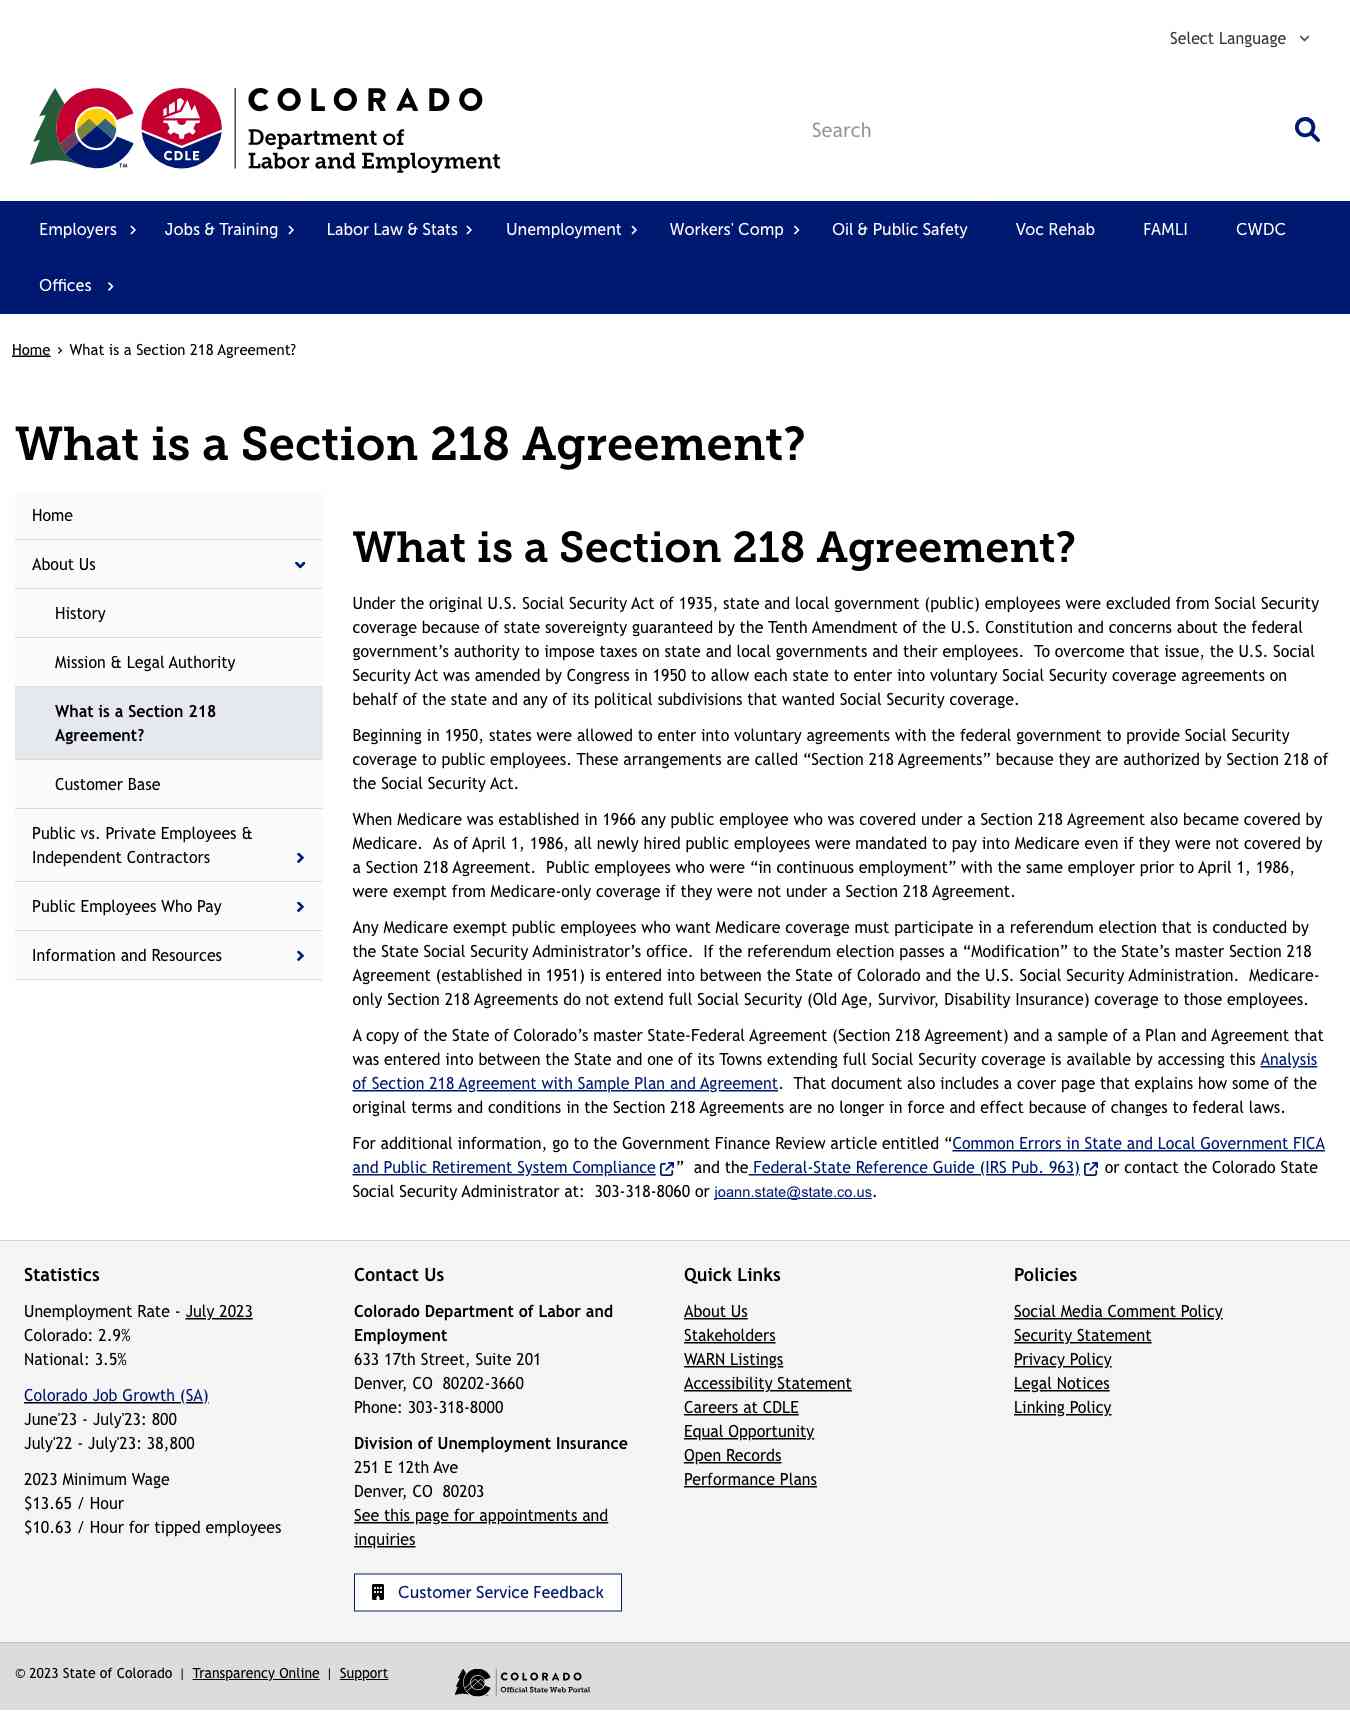 Select Language
COLORADO
Department of
Labor and Employment
CDLE
TM
Search
Employers
Jobs & Training
Labor Law & Stats
Unemployment
Workers' Comp
Oil & Public Safety
Voc Rehab
FAMLI
CWDC
Offices
Home › What is a Section 218 Agreement?
What is a Section 218 Agreement?
Home
About Us
History
Mission & Legal Authority
What is a Section 218
Agreement?
Customer Base
Public vs. Private Employees &
Independent Contractors
Public Employees Who Pay
Information and Resources
What is a Section 218 Agreement?
Under the original U.S. Social Security Act of 1935, state and local government (public) employees were excluded from Social Security
coverage because of state sovereignty guaranteed by the Tenth Amendment of the U.S. Constitution and concerns about the federal
government’s authority to impose taxes on state and local governments and their employees.  To overcome that issue, the U.S. Social
Security Act was amended by Congress in 1950 to allow each state to enter into voluntary Social Security coverage agreements on
behalf of the state and any of its political subdivisions that wanted Social Security coverage.
Beginning in 1950, states were allowed to enter into voluntary agreements with the federal government to provide Social Security
coverage to public employees. These arrangements are called “Section 218 Agreements” because they are authorized by Section 218 of
the Social Security Act.
When Medicare was established in 1966 any public employee who was covered under a Section 218 Agreement also became covered by
Medicare.  As of April 1, 1986, all newly hired public employees were mandated to pay into Medicare even if they were not covered by
a Section 218 Agreement.  Public employees who were “in continuous employment” with the same employer prior to April 1, 1986,
were exempt from Medicare-only coverage if they were not under a Section 218 Agreement.
Any Medicare exempt public employees who want Medicare coverage must participate in a referendum election that is conducted by
the State Social Security Administrator’s office.  If the referendum election passes a “Modification” to the State’s master Section 218
Agreement (established in 1951) is entered into between the State of Colorado and the U.S. Social Security Administration.  Medicare-
only Section 218 Agreements do not extend full Social Security (Old Age, Survivor, Disability Insurance) coverage to those employees.
A copy of the State of Colorado’s master State-Federal Agreement (Section 218 Agreement) and a sample of a Plan and Agreement that
was entered into between the State and one of its Towns extending full Social Security coverage is available by accessing this Analysis
of Section 218 Agreement with Sample Plan and Agreement.  That document also includes a cover page that explains how some of the
original terms and conditions in the Section 218 Agreements are no longer in force and effect because of changes to federal laws.
For additional information, go to the Government Finance Review article entitled “Common Errors in State and Local Government FICA
and Public Retirement System Compliance”  and the Federal-State Reference Guide (IRS Pub. 963) or contact the Colorado State
Social Security Administrator at:  303-318-8060 or joann.state@state.co.us.
Statistics
Unemployment Rate - July 2023
Colorado: 2.9%
National: 3.5%
Colorado Job Growth (SA)
June'23 - July'23: 800
July'22 - July'23: 38,800
2023 Minimum Wage
$13.65 / Hour
$10.63 / Hour for tipped employees
Contact Us
Colorado Department of Labor and
Employment
633 17th Street, Suite 201
Denver, CO  80202-3660
Phone: 303-318-8000
Division of Unemployment Insurance
251 E 12th Ave
Denver, CO  80203
See this page for appointments and
inquiries
Customer Service Feedback
Quick Links
About Us
Stakeholders
WARN Listings
Accessibility Statement
Careers at CDLE
Equal Opportunity
Open Records
Performance Plans
Policies
Social Media Comment Policy
Security Statement
Privacy Policy
Legal Notices
Linking Policy
© 2023 State of Colorado | Transparency Online | Support
COLORADO
Official State Web Portal